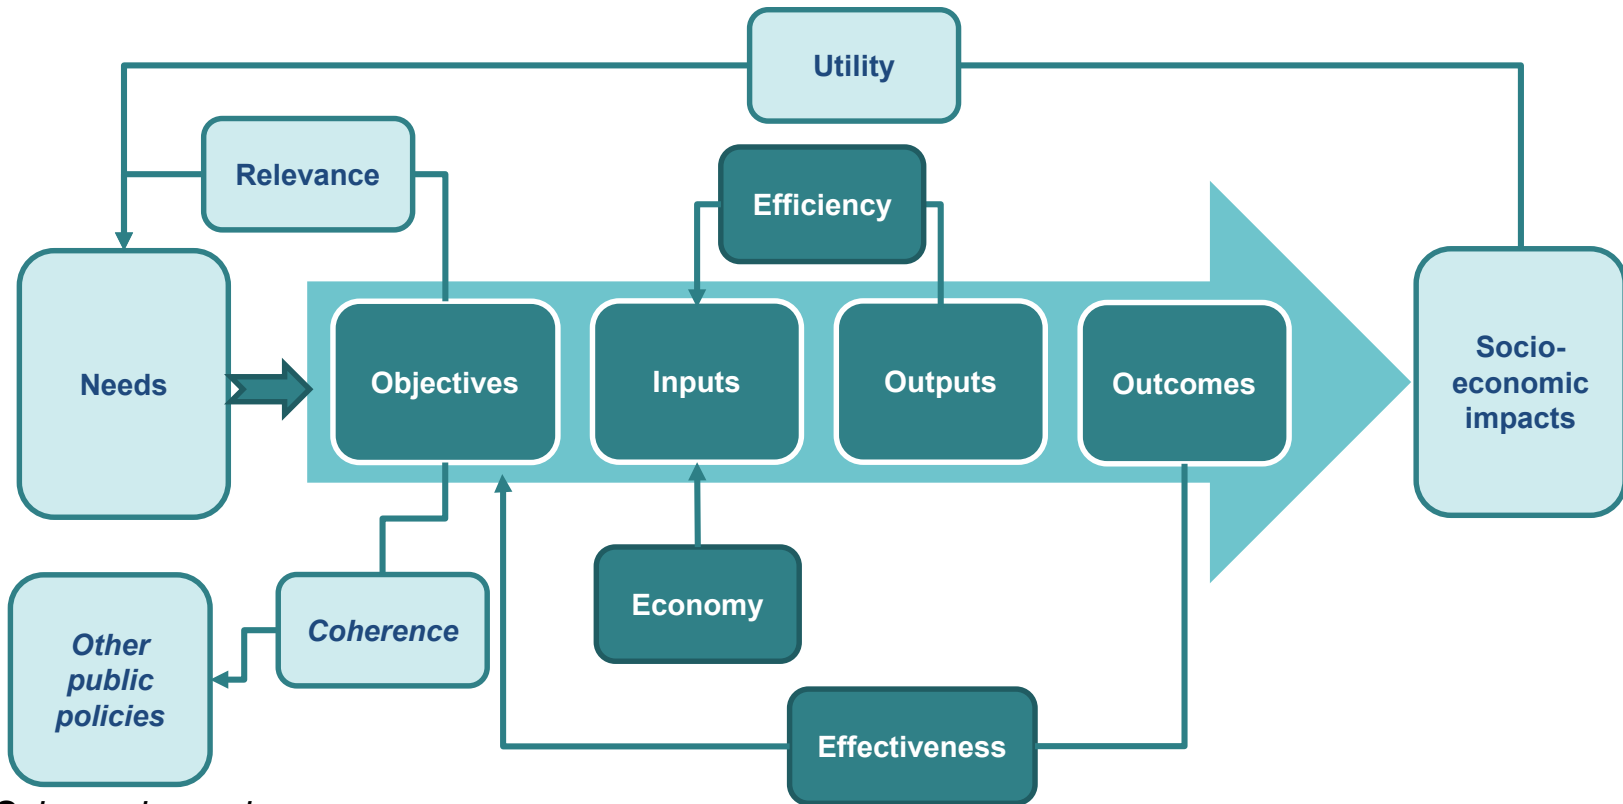 Utility
Relevance
Efficiency
Needs
Objectives
Inputs
Outputs
Outcomes
Socio-
economic
impacts
Other
public
policies
Coherence
Economy
Effectiveness